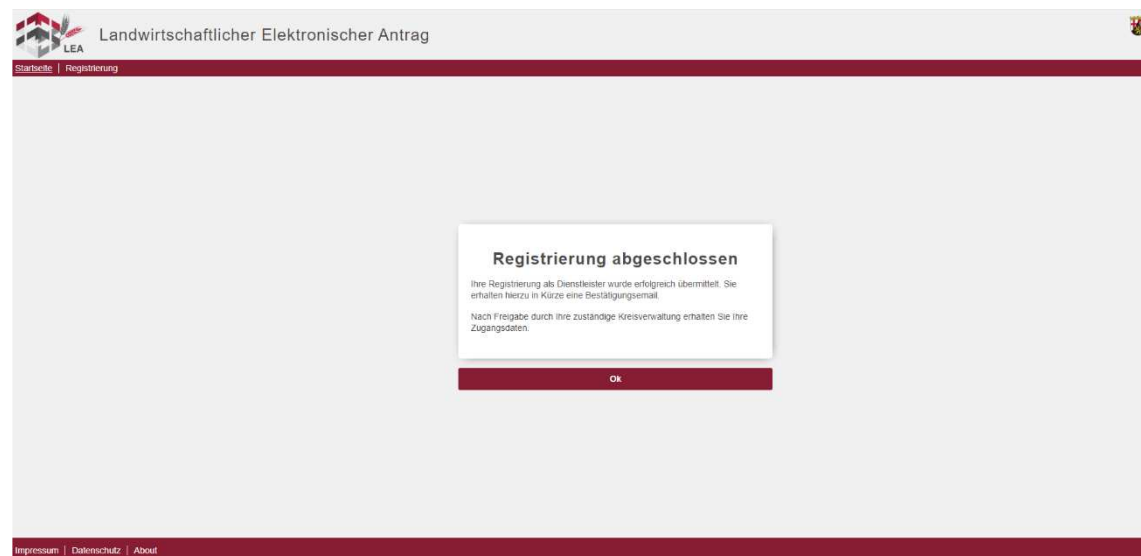 LEA
Landwirtschaftlicher Elektronischer Antrag
Startseite | Registrierung
Registrierung abgeschlossen
Ihre Registrierung als Dienstleister wurde erfolgreich übermittelt. Sie
erhalten hierzu in Kürze eine Bestätigungsemail.
Nach Freigabe durch Ihre zuständige Kreisverwaltung erhalten Sie Ihre
Zugangsdaten.
Ok
Impressum | Datenschutz | About